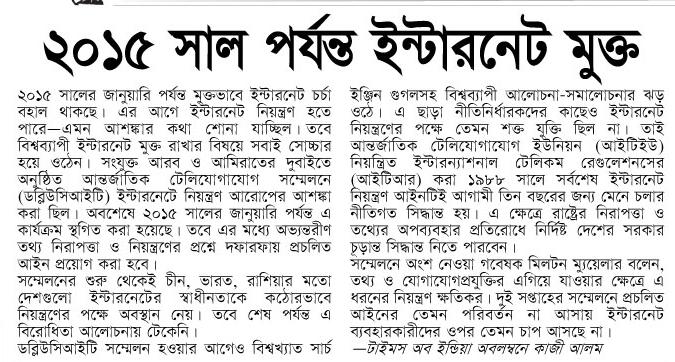 ২০১৫ সাল পর্যন্ত ইন্টারনেট মুক্ত
২০১৫ সালের জানুয়ারি পর্যন্ত মুক্তভাবে ইন্টারনেট চর্চা
বহাল থাকছে। এর আগে ইন্টারনেট নিয়ন্ত্রণ হতে
পারে—এমন আশঙ্কার কথা শোনা যাচ্ছিল। তবে
বিশ্বব্যাপী ইন্টারনেট মুক্ত রাখার বিষয়ে সবাই সোচ্চার
হয়ে ওঠেন। সংযুক্ত আরব ও আমিরাতের দুবাইতে
অনুষ্ঠিত আন্তর্জাতিক টেলিযোগাযোগ সম্মেলনে
(ডব্লিউসিআইটি) ইন্টারনেটে নিয়ন্ত্রণ আরোপের আশঙ্কা
করা ছিল। অবশেষে ২০১৫ সালের জানুয়ারি পর্যন্ত এ
কার্যক্রম স্থগিত করা হয়েছে। তবে এর মধ্যে অভ্যন্তরীণ
তথ্য নিরাপত্তা ও নিয়ন্ত্রণের প্রশ্নে দফারফায় প্রচলিত
আইন প্রয়োগ করা হবে।
সম্মেলনের শুরু থেকেই চীন, ভারত, রাশিয়ার মতো
দেশগুলো ইন্টারনেটের স্বাধীনতাকে কঠোরভাবে
নিয়ন্ত্রণের পক্ষে অবস্থান নেয়। তবে শেষ পর্যন্ত এ
বিরোধিতা আলোচনায় টেকেনি।
ডব্লিউসিআইটি সম্মেলন হওয়ার আগেও বিশ্বখ্যাত সার্চ
ইঞ্জিন গুগলসহ বিশ্বব্যাপী আলোচনা-সমালোচনার ঝড়
ওঠে। এ ছাড়া নীতিনির্ধারকদের কাছেও ইন্টারনেট
নিয়ন্ত্রণের পক্ষে তেমন শক্ত যুক্তি ছিল না। তাই
আন্তর্জাতিক টেলিযোগাযোগ ইউনিয়ন (আইটিইউ)
নিয়ন্ত্রিত ইন্টারন্যাশনাল টেলিকম রেগুলেশনসের
(আইটিআর) করা ১৯৮৮ সালে সর্বশেষ ইন্টারনেট
নিয়ন্ত্রণ আইনটিই আগামী তিন বছরের জন্য মেনে চলার
নীতিগত সিদ্ধান্ত হয়। এ ক্ষেত্রে রাষ্ট্রের নিরাপত্তা ও
তথ্যের অপব্যবহার প্রতিরোধে নির্দিষ্ট দেশের সরকার
চূড়ান্ত সিদ্ধান্ত নিতে পারবেন।
সম্মেলনে অংশ নেওয়া গবেষক মিলটন ম্যুয়েলার বলেন,
তথ্য ও যোগাযোগপ্রযুক্তির এগিয়ে যাওয়ার ক্ষেত্রে এ
ধরনের নিয়ন্ত্রণ ক্ষতিকর। দুই সপ্তাহের সম্মেলনে প্রচলিত
আইনের তেমন পরিবর্তন না আসায় ইন্টারনেট
ব্যবহারকারীদের ওপর তেমন চাপ আসছে না।
—টাইমস অব ইন্ডিয়া অবলম্বনে কাজী আলম